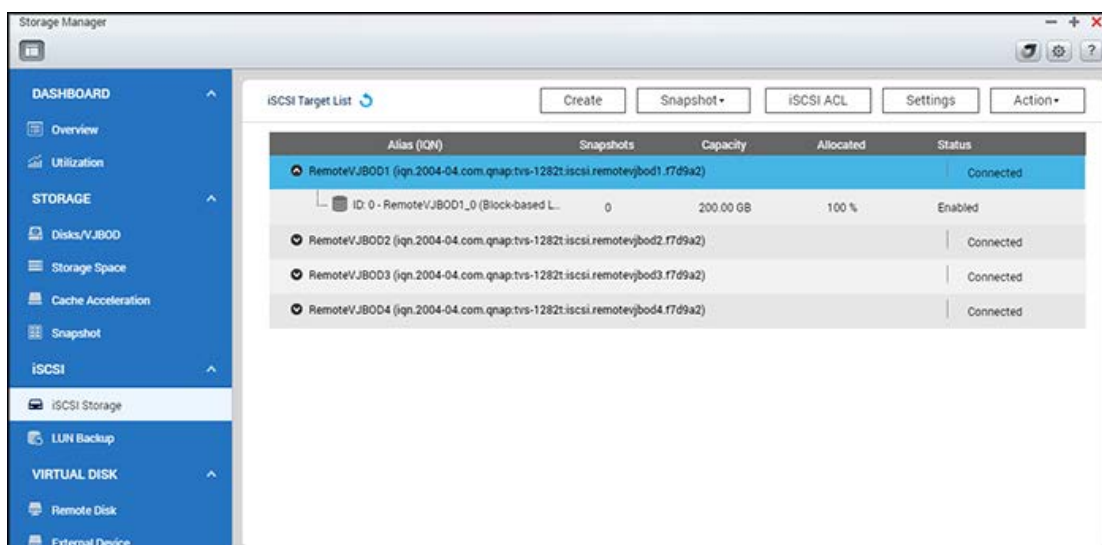 Storage Manager
DASHBOARD
Overview
Utilization
STORAGE
Disks/VJBOD
Storage Space
Cache Acceleration
Snapshot
iSCSI
iSCSI Storage
LUN Backup
VIRTUAL DISK
Remote Disk
External Device
iSCSI Target List
Create
Snapshot
iSCSI ACL
Settings
Action
Alias (IQN) Snapshots Capacity Allocated Status
RemoteVJBOD1 (iqn.2004-04.com.qnap:tvs-1282t:iscsi.remotevjbod1.f7d9a2) Connected
ID: 0 - RemoteVJBOD1_0 (Block-based L... 0 200.00 GB 100 % Enabled
RemoteVJBOD2 (iqn.2004-04.com.qnap:tvs-1282t:iscsi.remotevjbod2.f7d9a2) Connected
RemoteVJBOD3 (iqn.2004-04.com.qnap:tvs-1282t:iscsi.remotevjbod3.f7d9a2) Connected
RemoteVJBOD4 (iqn.2004-04.com.qnap:tvs-1282t:iscsi.remotevjbod4.f7d9a2) Connected